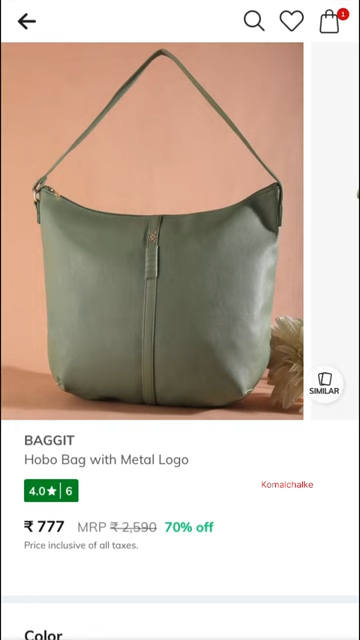 1
SIMILAR
BAGGIT
Hobo Bag with Metal Logo
4.0★|6
Komalchalke
₹ 777 MRP ₹ 2,590 70% off
Price inclusive of all taxes.
Color